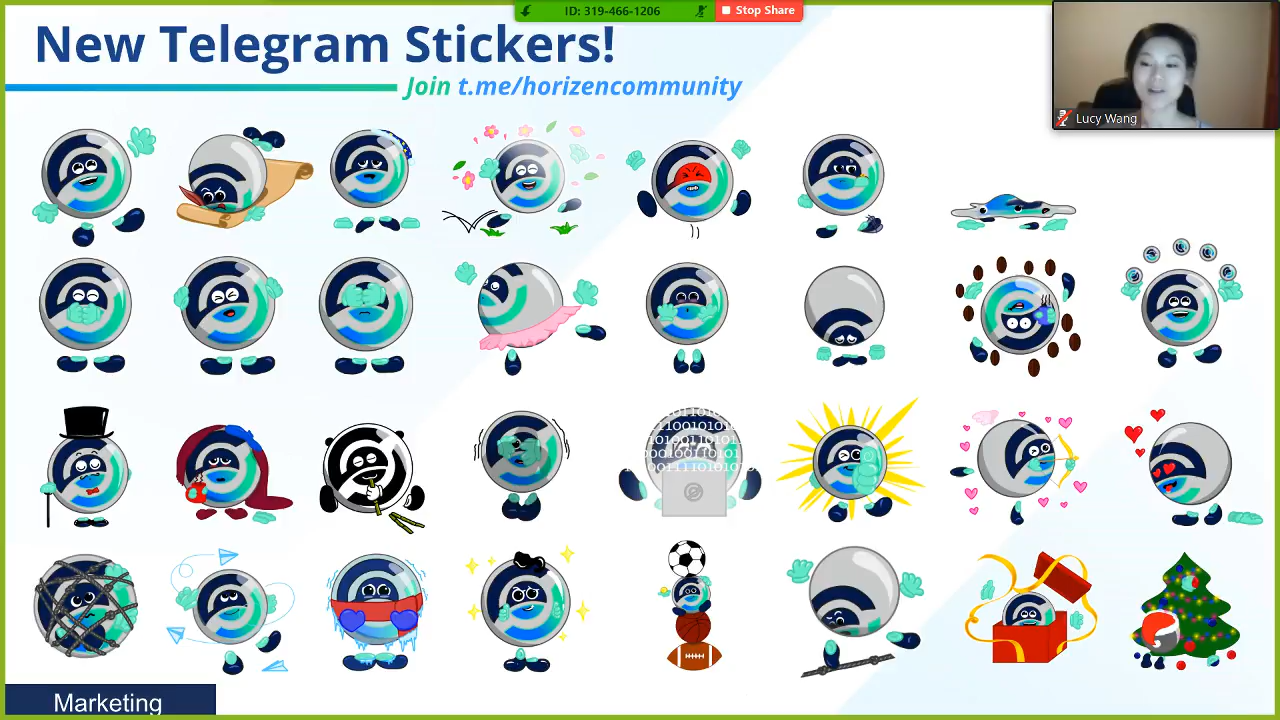 ID: 319-466-1206
Stop Share
New Telegram Stickers!
Join t.me/horizencommunity
Lucy Wang
Marketing